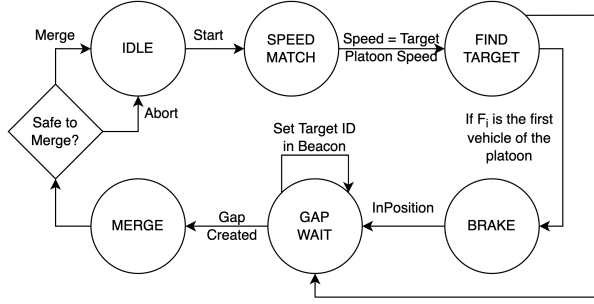 Merge
IDLE
Start
SPEED
MATCH
Speed = Target
Platoon Speed
FIND
TARGET
Safe to
Merge?
Abort
Set Target ID
in Beacon
If Fi is the first
vehicle of the
platoon
MERGE
Gap
Created
GAP
WAIT
InPosition
BRAKE